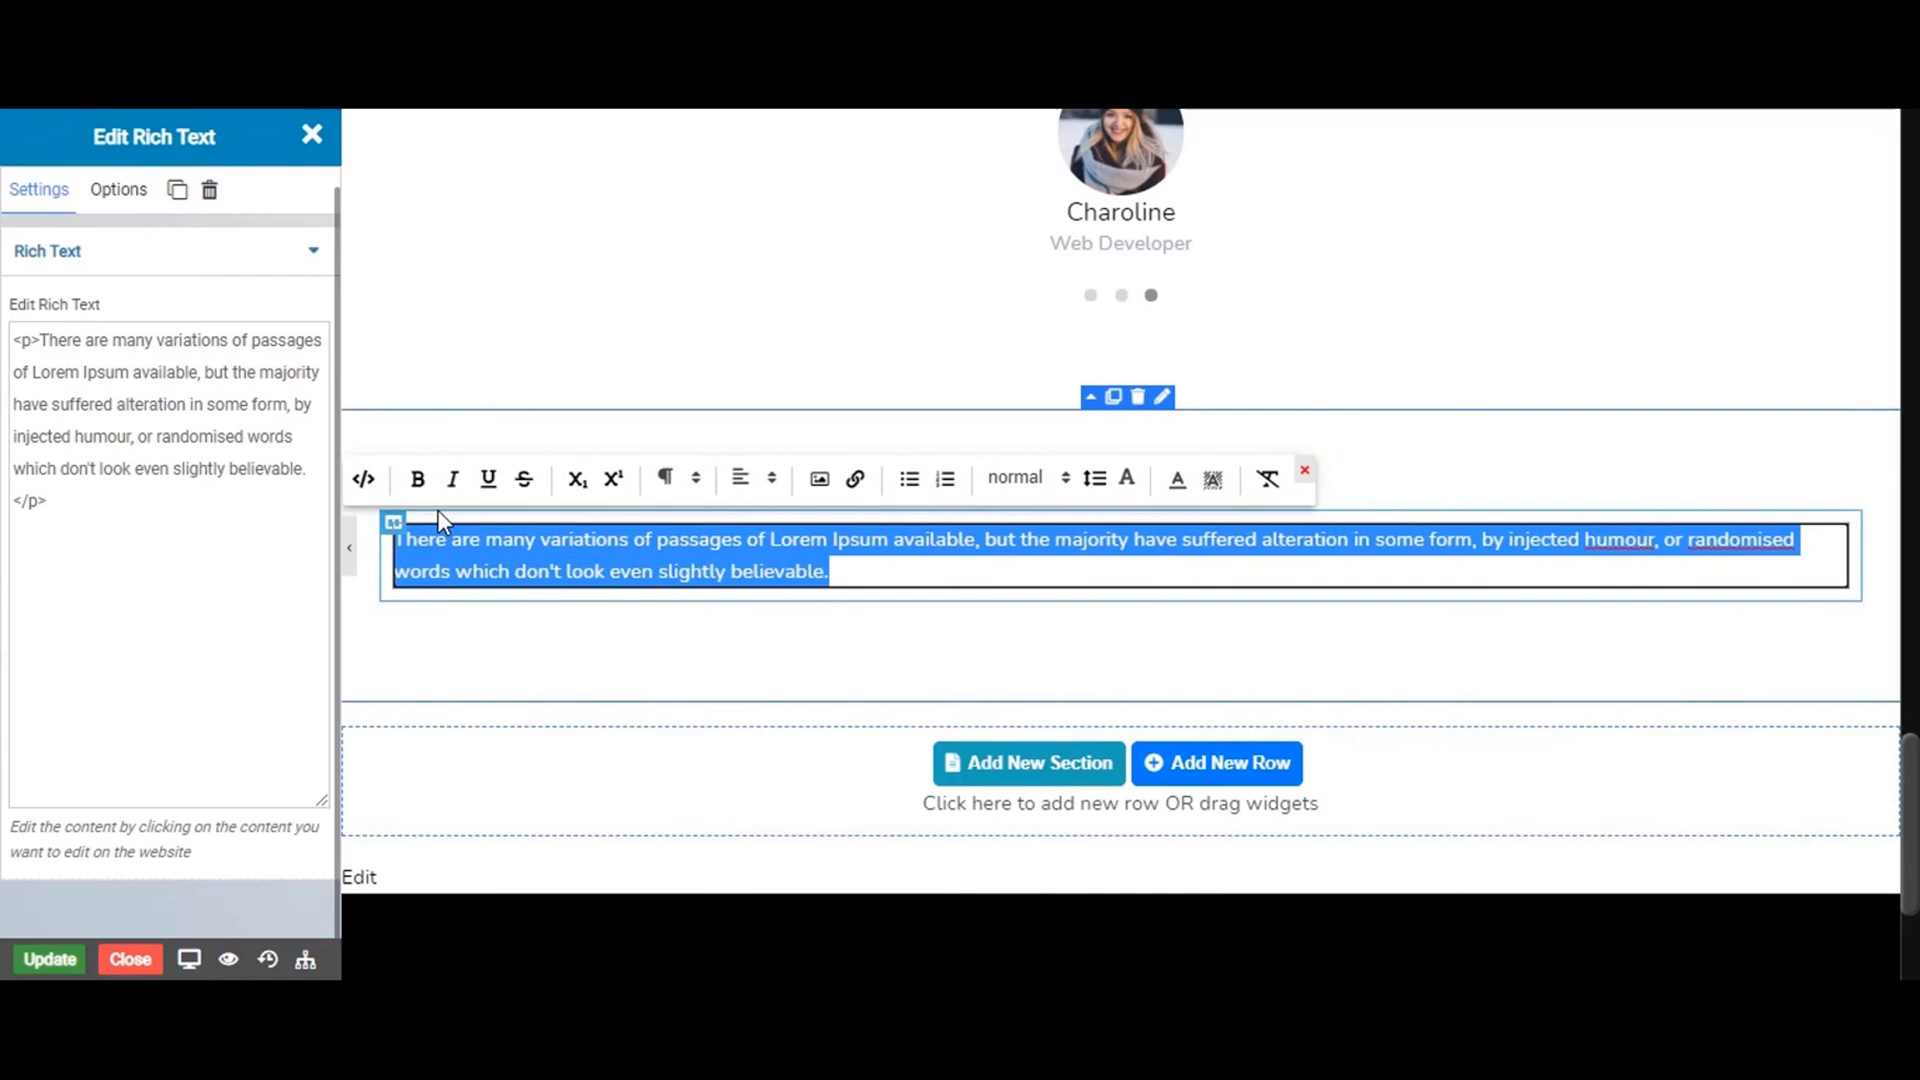 Edit Rich Text
Settings Options
Rich Text
Edit Rich Text
<p>There are many variations of passages
of Lorem Ipsum available, but the majority
have suffered alteration in some form, by
injected humour, or randomised words
which don't look even slightly believable.
</p>
Edit the content by clicking on the content you
want to edit on the website
Update Close
Charoline
Web Developer
normal
There are many variations of passages of Lorem Ipsum available, but the majority have suffered alteration in some form, by injected humour, or randomised
words which don't look even slightly believable.
Add New Section Add New Row
Click here to add new row OR drag widgets
Edit